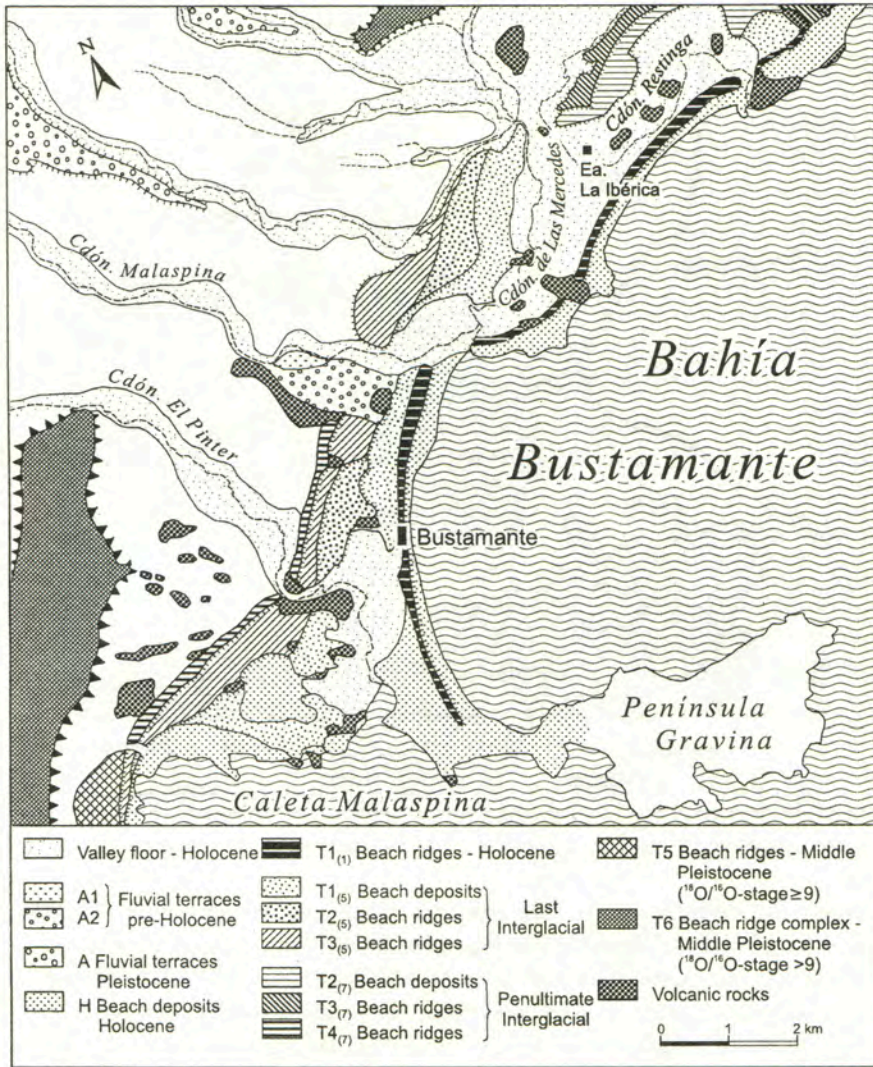 N
Cdón. Restinga
Ea.
La Ibérica
Cdón. de Las Mercedes
Cdón. Malaspina
Bahía
Bustamante
Cdón. El Pinter
Bustamante
Península
Gravina
Caleta Malaspina
Valley floor - Holocene
A1
A2
Fluvial terraces
pre-Holocene
A Fluvial terraces
Pleistocene
H Beach deposits
Holocene
T1(1) Beach ridges - Holocene
T1(5) Beach deposits
T2(5) Beach ridges
T3(5) Beach ridges
Last
Interglacial
T2(7) Beach deposits
T3(7) Beach ridges
T4(7) Beach ridges
Penultimate
Interglacial
T5 Beach ridges - Middle
Pleistocene
(¹⁸O/¹⁶O-stage≥9)
T6 Beach ridge complex -
Middle Pleistocene
(¹⁸O/¹⁶O-stage >9)
Volcanic rocks
0 1 2 km